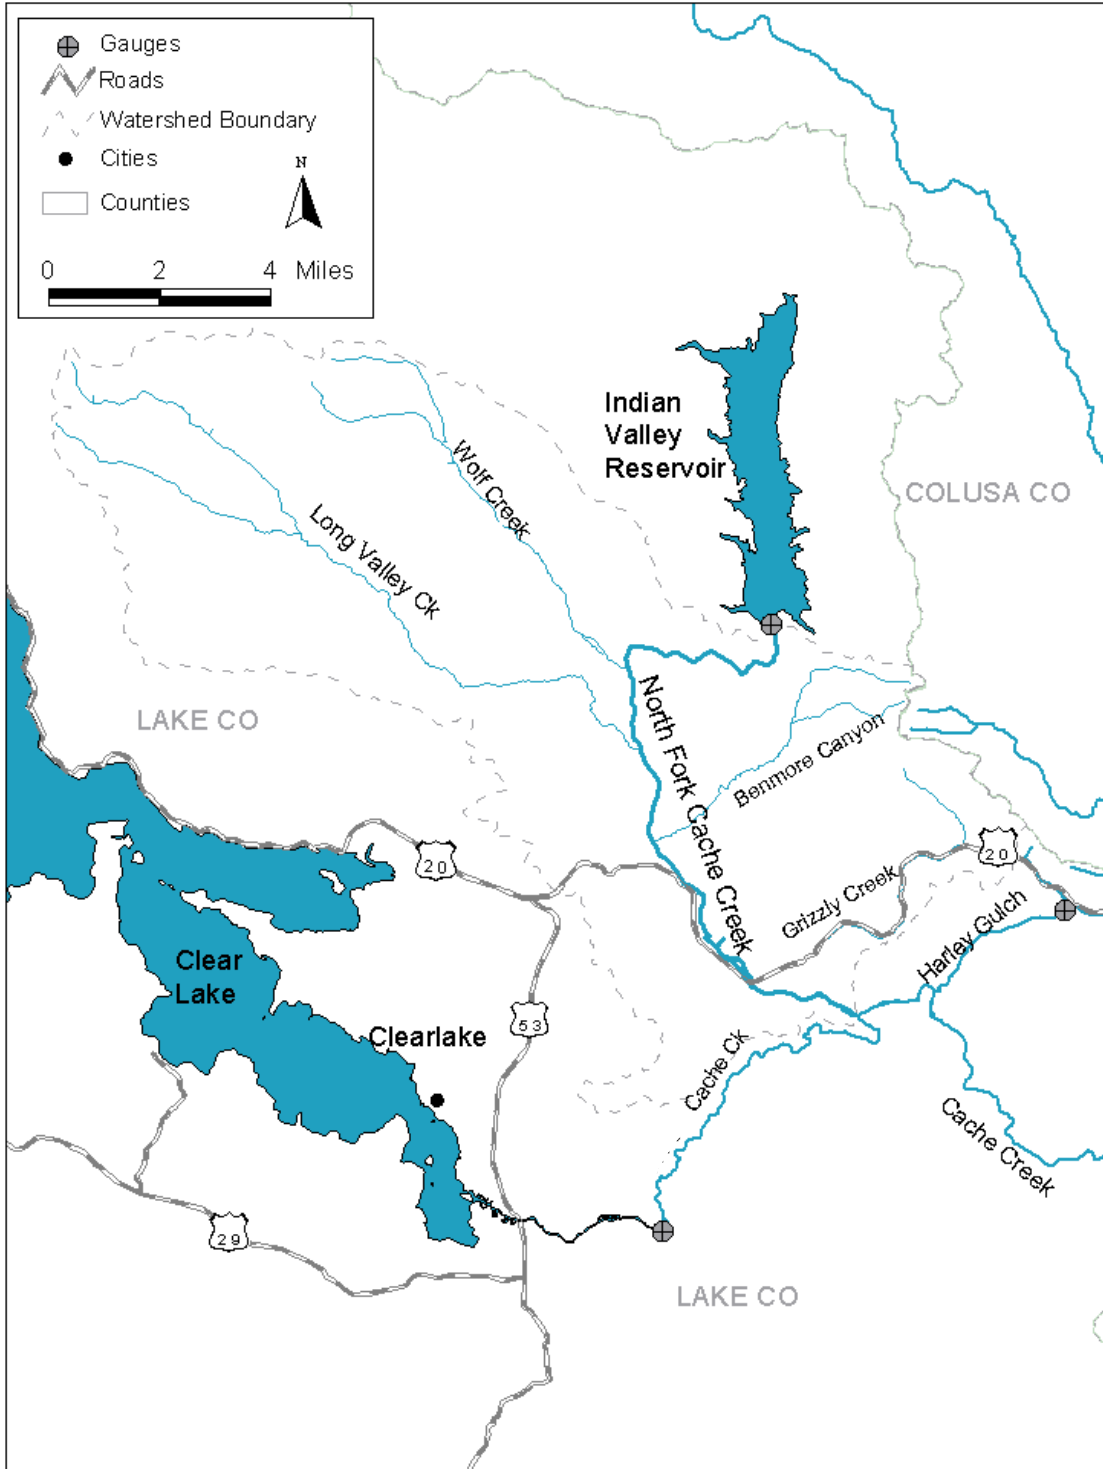 Gauges
Roads
Watershed Boundary
Cities
Counties
N
0 2 4 Miles
Indian
Valley
Reservoir
COLUSA CO
Wolf Creek
Long Valley Ck
LAKE CO
North Fork Cache Creek
Benmore Canyon
20
20
Grizzly Creek
Harley Gulch
Clear
Lake
Clearlake
53
Cache Ck
Cache Creek
29
LAKE CO